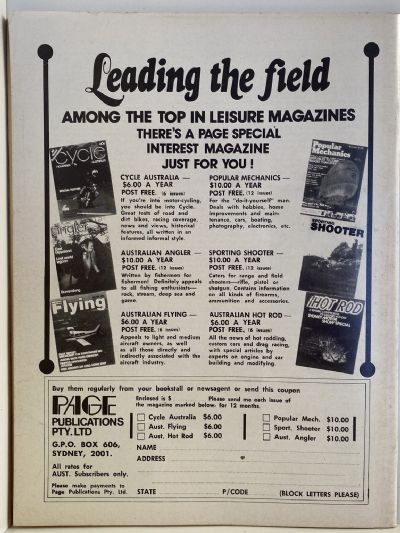 Leading the field
AMONG THE TOP IN LEISURE MAGAZINES
THERE'S A PAGE SPECIAL
INTEREST MAGAZINE
JUST FOR YOU!
Cycle
CYCLE AUSTRALIA —
$6.00 A YEAR
POST FREE. (6 issues)
If you're into motor-cycling,
you should be into Cycle.
Great tests of road and
dirt bikes, racing coverage,
news and views, historical
features, all written in an
informed informal style.
POPULAR MECHANICS —
$10.00 A YEAR
POST FREE. (12 issues)
For the "do-it-yourself" man.
Deals with hobbies, home
improvements and main-
tenance, cars, boating,
photography, electronics, etc.
Popular
Mechanics
Angler
AUSTRALIAN ANGLER —
$10.00 A YEAR
POST FREE. (12 issues)
Written by fishermen for
fishermen! Definitely appeals
to all fishing enthusiasts—
rock, stream, deep sea and
game.
SPORTING SHOOTER —
$10.00 A YEAR
POST FREE. (12 issues)
Caters for range and field
shooters—rifle, pistol or
shotgun. Contains information
on all kinds of firearms,
ammunition and accessories.
SPORTING
SHOOTER
Flying
AUSTRALIAN FLYING —
$6.00 A YEAR
POST FREE. (6 issues)
Appeals to light and medium
aircraft owners, as well
as all those directly and
indirectly associated with the
aircraft industry.
AUSTRALIAN HOT ROD —
$6.00 A YEAR
POST FREE. (6 issues)
All the news of hot rodding,
custom cars and drag racing,
with special articles by
experts on engine and car
building and modifying.
HOT ROD
Buy them regularly from your bookstall or newsagent or send this coupon.
PAGE
PUBLICATIONS
PTY. LTD
G.P.O. BOX 606,
SYDNEY, 2001.
All rates for
AUST. Subscribers only.
Please make payments to
Page Publications Pty. Ltd.
Enclosed is $ Please send me each issue of
the magazine marked below, for 12 months.
Cycle Australia $6.00
Aust. Flying $6.00
Aust. Hot Rod $6.00
Popular Mech. $10.00
Sport. Shooter $10.00
Aust. Angler $10.00
NAME
ADDRESS
STATE P/CODE (BLOCK LETTERS PLEASE)